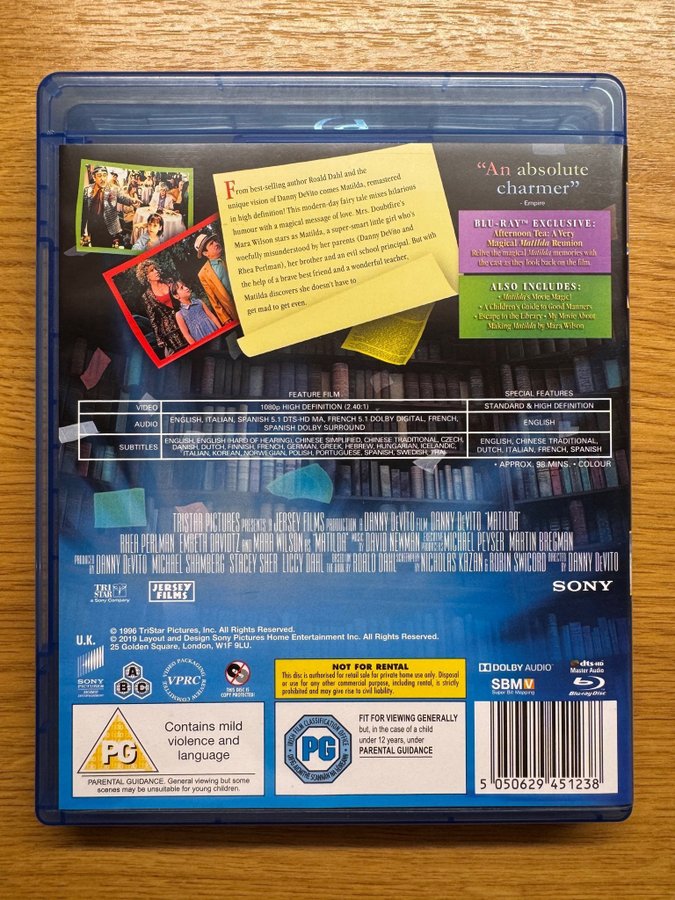 From best-selling author Roald Dahl and the
unique vision of Danny DeVito comes Matilda, remastered
in high definition! This modern-day fairy tale mixes hilarious
humour with a magical message of love. Mrs. Doubtfire's
Mara Wilson stars as Matilda, a super-smart little girl who's
woefully misunderstood by her parents (Danny DeVito and
Rhea Perlman), her brother and an evil school principal. But with
the help of a brave best friend and a wonderful teacher,
Matilda discovers she doesn't have to
get mad to get even.
"An absolute
charmer"
- Empire
BLU-RAY™ EXCLUSIVE:
Afternoon Tea: A Very
Magical Matilda Reunion
Relive the magical Matilda memories with
the cast as they look back on the film.
ALSO INCLUDES:
• Matilda's Movie Magic!
• A Children's Guide to Good Manners
• Escape to the Library • My Movie About
Making Matilda by Mara Wilson
FEATURE FILM SPECIAL FEATURES
VIDEO 1080p HIGH DEFINITION (2.40:1) STANDARD & HIGH DEFINITION
AUDIO ENGLISH, ITALIAN, SPANISH 5.1 DTS-HD MA, FRENCH 5.1 DOLBY DIGITAL, FRENCH, ENGLISH
SPANISH DOLBY SURROUND
SUBTITLES ENGLISH, ENGLISH (HARD OF HEARING), CHINESE SIMPLIFIED, CHINESE TRADITIONAL, CZECH, ENGLISH, CHINESE TRADITIONAL,
DANISH, DUTCH, FINNISH, FRENCH, GERMAN, GREEK, HEBREW, HUNGARIAN, ICELANDIC, DUTCH, ITALIAN, FRENCH, SPANISH
ITALIAN, KOREAN, NORWEGIAN, POLISH, PORTUGUESE, SPANISH, SWEDISH, THAI
• APPROX. 98 MINS. • COLOUR
TRISTAR PICTURES PRESENTS A JERSEY FILMS PRODUCTION A DANNY DEVITO FILM DANNY DEVITO "MATILDA"
RHEA PERLMAN EMBETH DAVIDTZ AND MARA WILSON AS "MATILDA" MUSIC BY DAVID NEWMAN EXECUTIVE PRODUCERS MICHAEL PEYSER MARTIN BREGMAN
PRODUCED BY DANNY DEVITO MICHAEL SHAMBERG STACEY SHER LICCY DAHL BASED ON THE BOOK BY ROALD DAHL SCREENPLAY BY NICHOLAS KAZAN & ROBIN SWICORD DIRECTED BY DANNY DEVITO
TRI STAR
a Sony Company
JERSEY
FILMS
SONY
U.K.
© 1996 TriStar Pictures, Inc. All Rights Reserved.
© 2019 Layout and Design Sony Pictures Home Entertainment Inc. All Rights Reserved.
25 Golden Square, London, W1F 9LU.
SONY
PICTURES
HOME
ENTERTAINMENT
A
B
C
VIDEO PACKAGING REVIEW COMMITTEE
VPRC
THIS DISC IS
COPY PROTECTED
NOT FOR RENTAL
This disc is authorised for retail sale for private home use only. Disposal
or use for any other commercial purpose, including rental, is strictly
prohibited and may give rise to civil liability.
DOLBY AUDIO
dts-HD
Master Audio
SBMV
Super Bit Mapping
Blu-ray Disc
PG
Contains mild
violence and
language
PARENTAL GUIDANCE. General viewing but some
scenes may be unsuitable for young children.
IRISH FILM CLASSIFICATION OFFICE
PG
OIFIG AICMITHE SCANNÁN NA hÉIREANN
FIT FOR VIEWING GENERALLY
but, in the case of a child
under 12 years, under
PARENTAL GUIDANCE
5 050629 451238